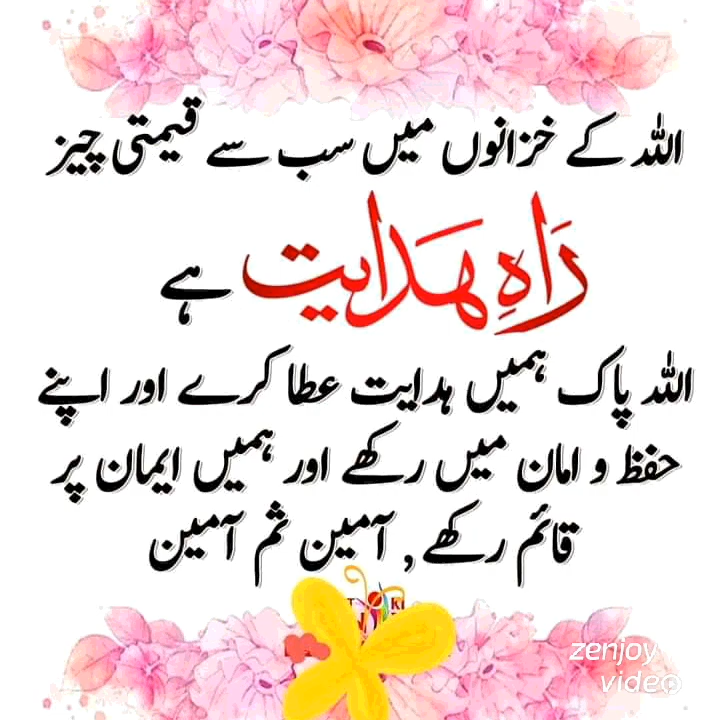 اللہ کے خزانوں میں سب سے قیمتی چیز
رَاہِ ھَدَایت ہے
اللہ پاک ہمیں ہدایت عطا کرے اور اپنے
حفظ و امان میں رکھے اور ہمیں ایمان پر
قائم رکھے , آمین ثم آمین
zenjoy
video